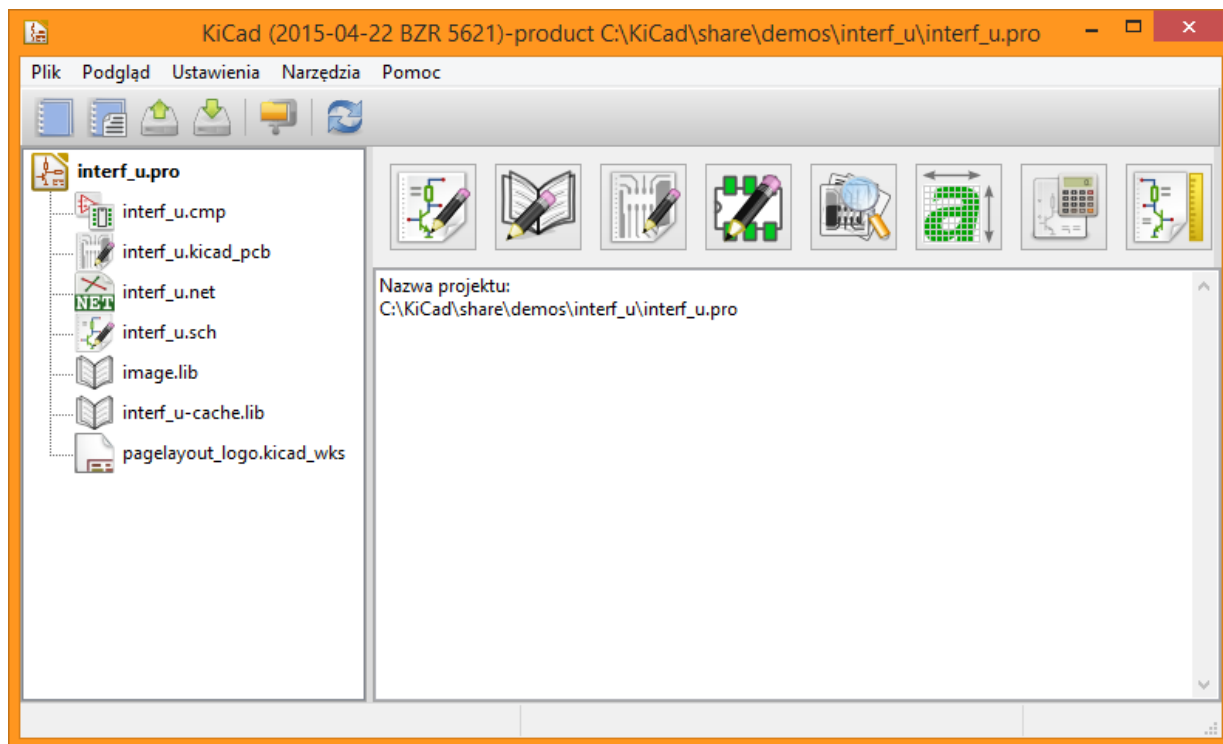 KiCad (2015-04-22 BZR 5621)-product C:\KiCad\share\demos\interf_u\interf_u.pro
Plik Podgląd Ustawienia Narzędzia Pomoc
interf_u.pro
interf_u.cmp
interf_u.kicad_pcb
NET interf_u.net
interf_u.sch
image.lib
interf_u-cache.lib
pagelayout_logo.kicad_wks
a
Nazwa projektu:
C:\KiCad\share\demos\interf_u\interf_u.pro